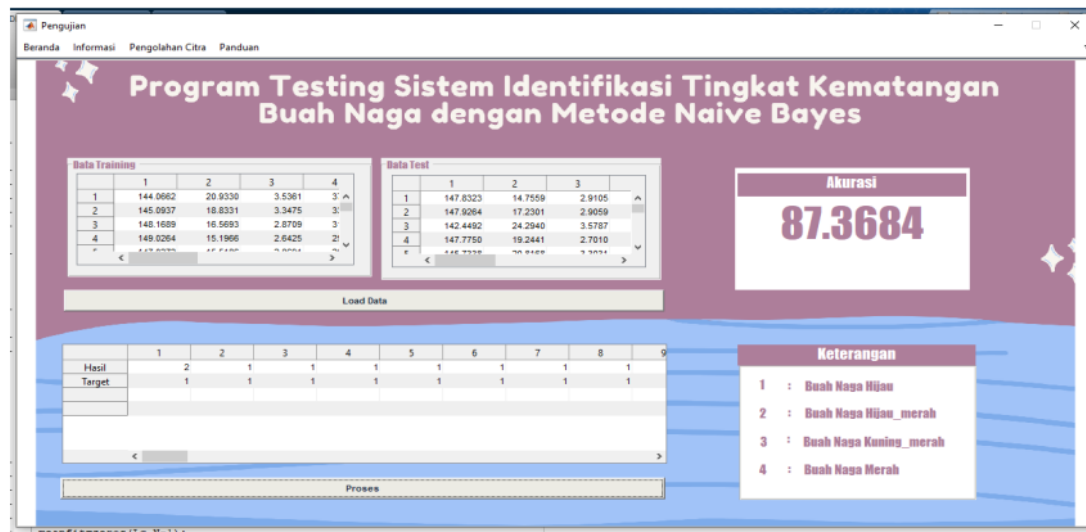 Pengujian
Beranda Informasi Pengolahan Citra Panduan
Program Testing Sistem Identifikasi Tingkat Kematangan
Buah Naga dengan Metode Naive Bayes
Data Training
1 2 3 4
1 144.0662 20.9330 3.5361
2 145.0937 18.8331 3.3475
3 148.1689 16.5693 2.8709
4 149.0264 15.1966 2.6425
Data Test
1 2 3
1 147.8323 14.7559 2.9105
2 147.9264 17.2301 2.9059
3 142.4492 24.2940 3.5787
4 147.7750 19.2441 2.7010
Akurasi
87.3684
Load Data
1 2 3 4 5 6 7 8 9
Hasil 2 1 1 1 1 1 1 1
Target 1 1 1 1 1 1 1 1
Proses
Keterangan
1 : Buah Naga Hijau
2 : Buah Naga Hijau_merah
3 : Buah Naga Kuning_merah
4 : Buah Naga Merah